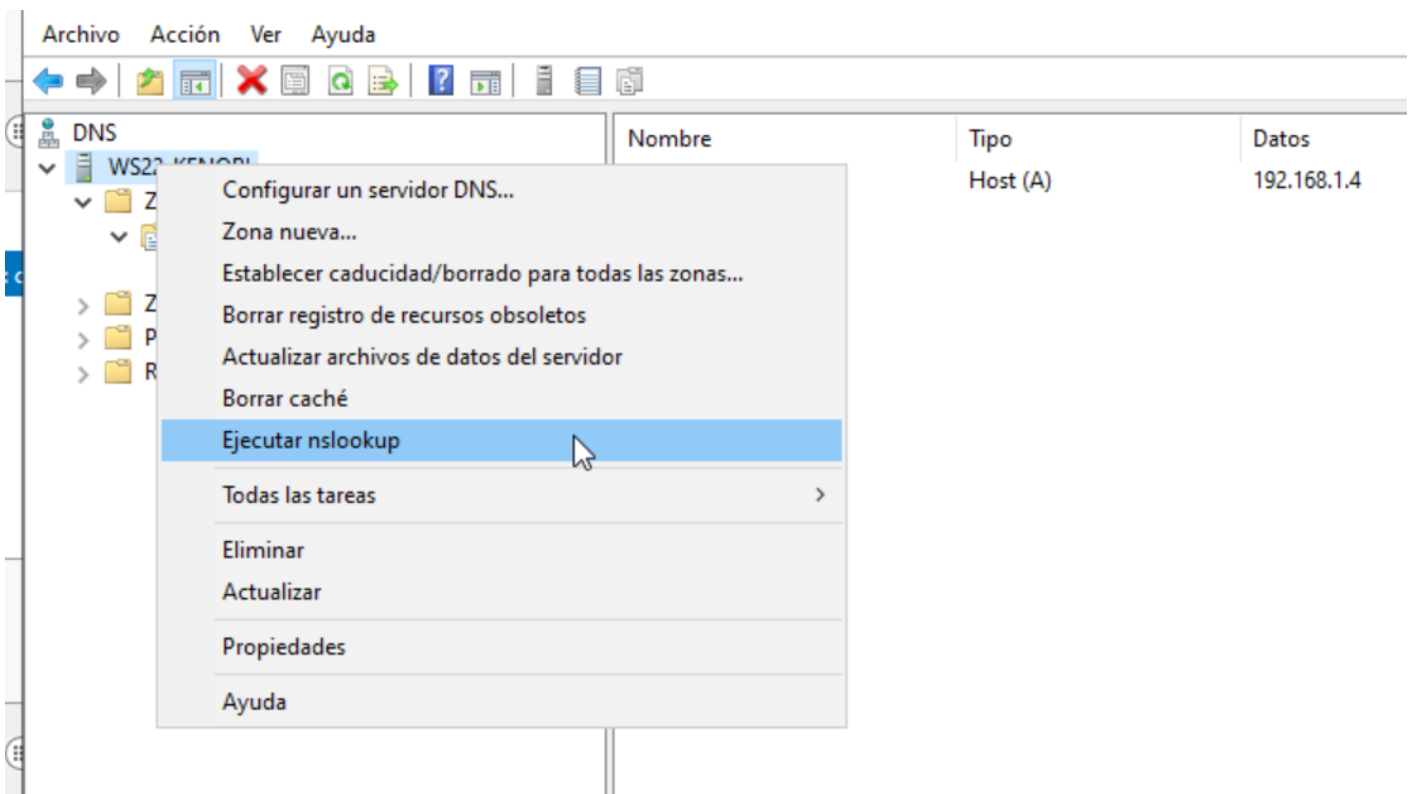 Archivo Acción Ver Ayuda
DNS
Nombre Tipo Datos
WS22-KENOBI
Host (A) 192.168.1.4
Configurar un servidor DNS...
Z
Zona nueva...
Establecer caducidad/borrado para todas las zonas...
Z
Borrar registro de recursos obsoletos
P
Actualizar archivos de datos del servidor
R
Borrar caché
Ejecutar nslookup
Todas las tareas
Eliminar
Actualizar
Propiedades
Ayuda